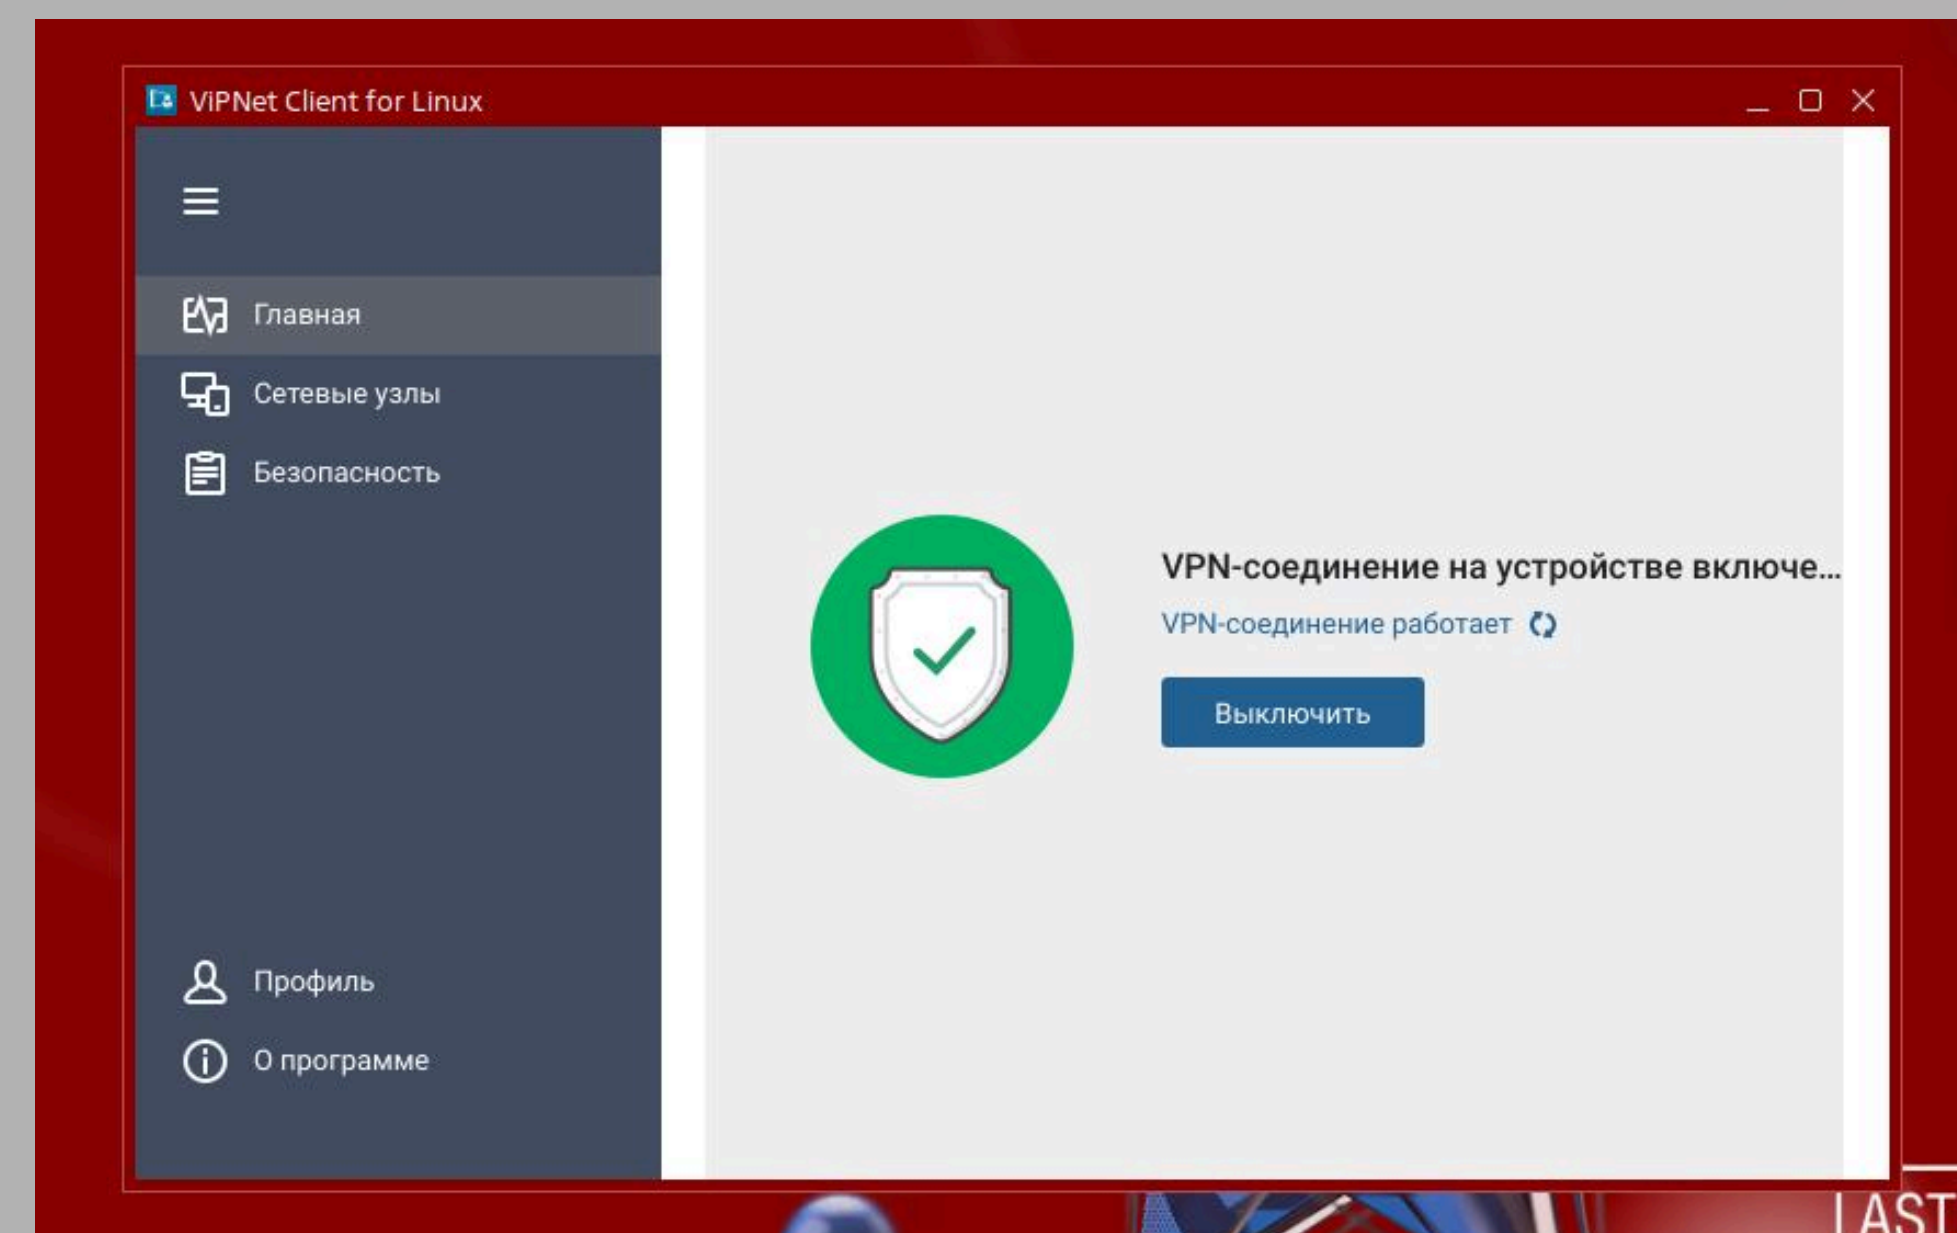 ViPNet Client for Linux
Главная
Сетевые узлы
Безопасность
VPN-соединение на устройстве включе...
VPN-соединение работает
Выключить
Профиль
О программе
LAST